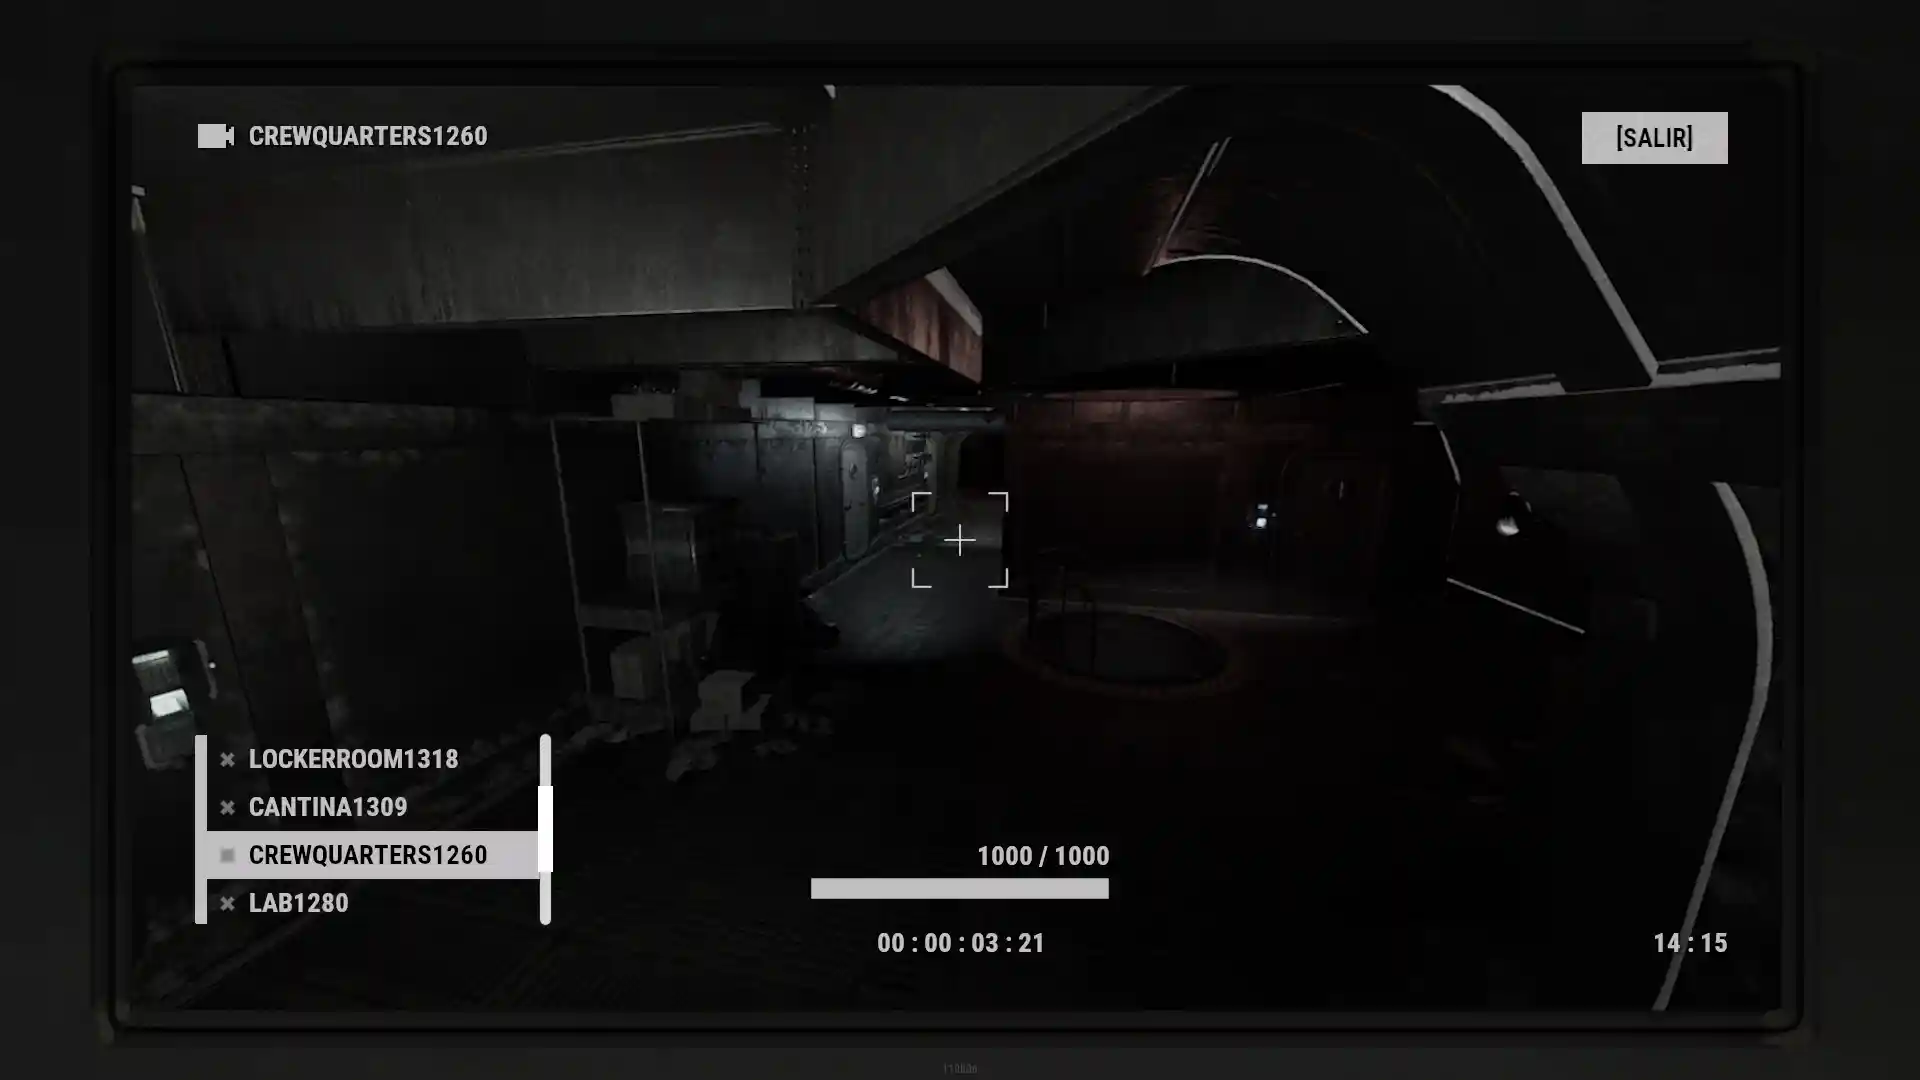 CREWQUARTERS1260
[SALIR]
LOCKERROOM1318
CANTINA1309
CREWQUARTERS1260
LAB1280
1000 / 1000
00 : 00 : 03 : 21
14 : 15